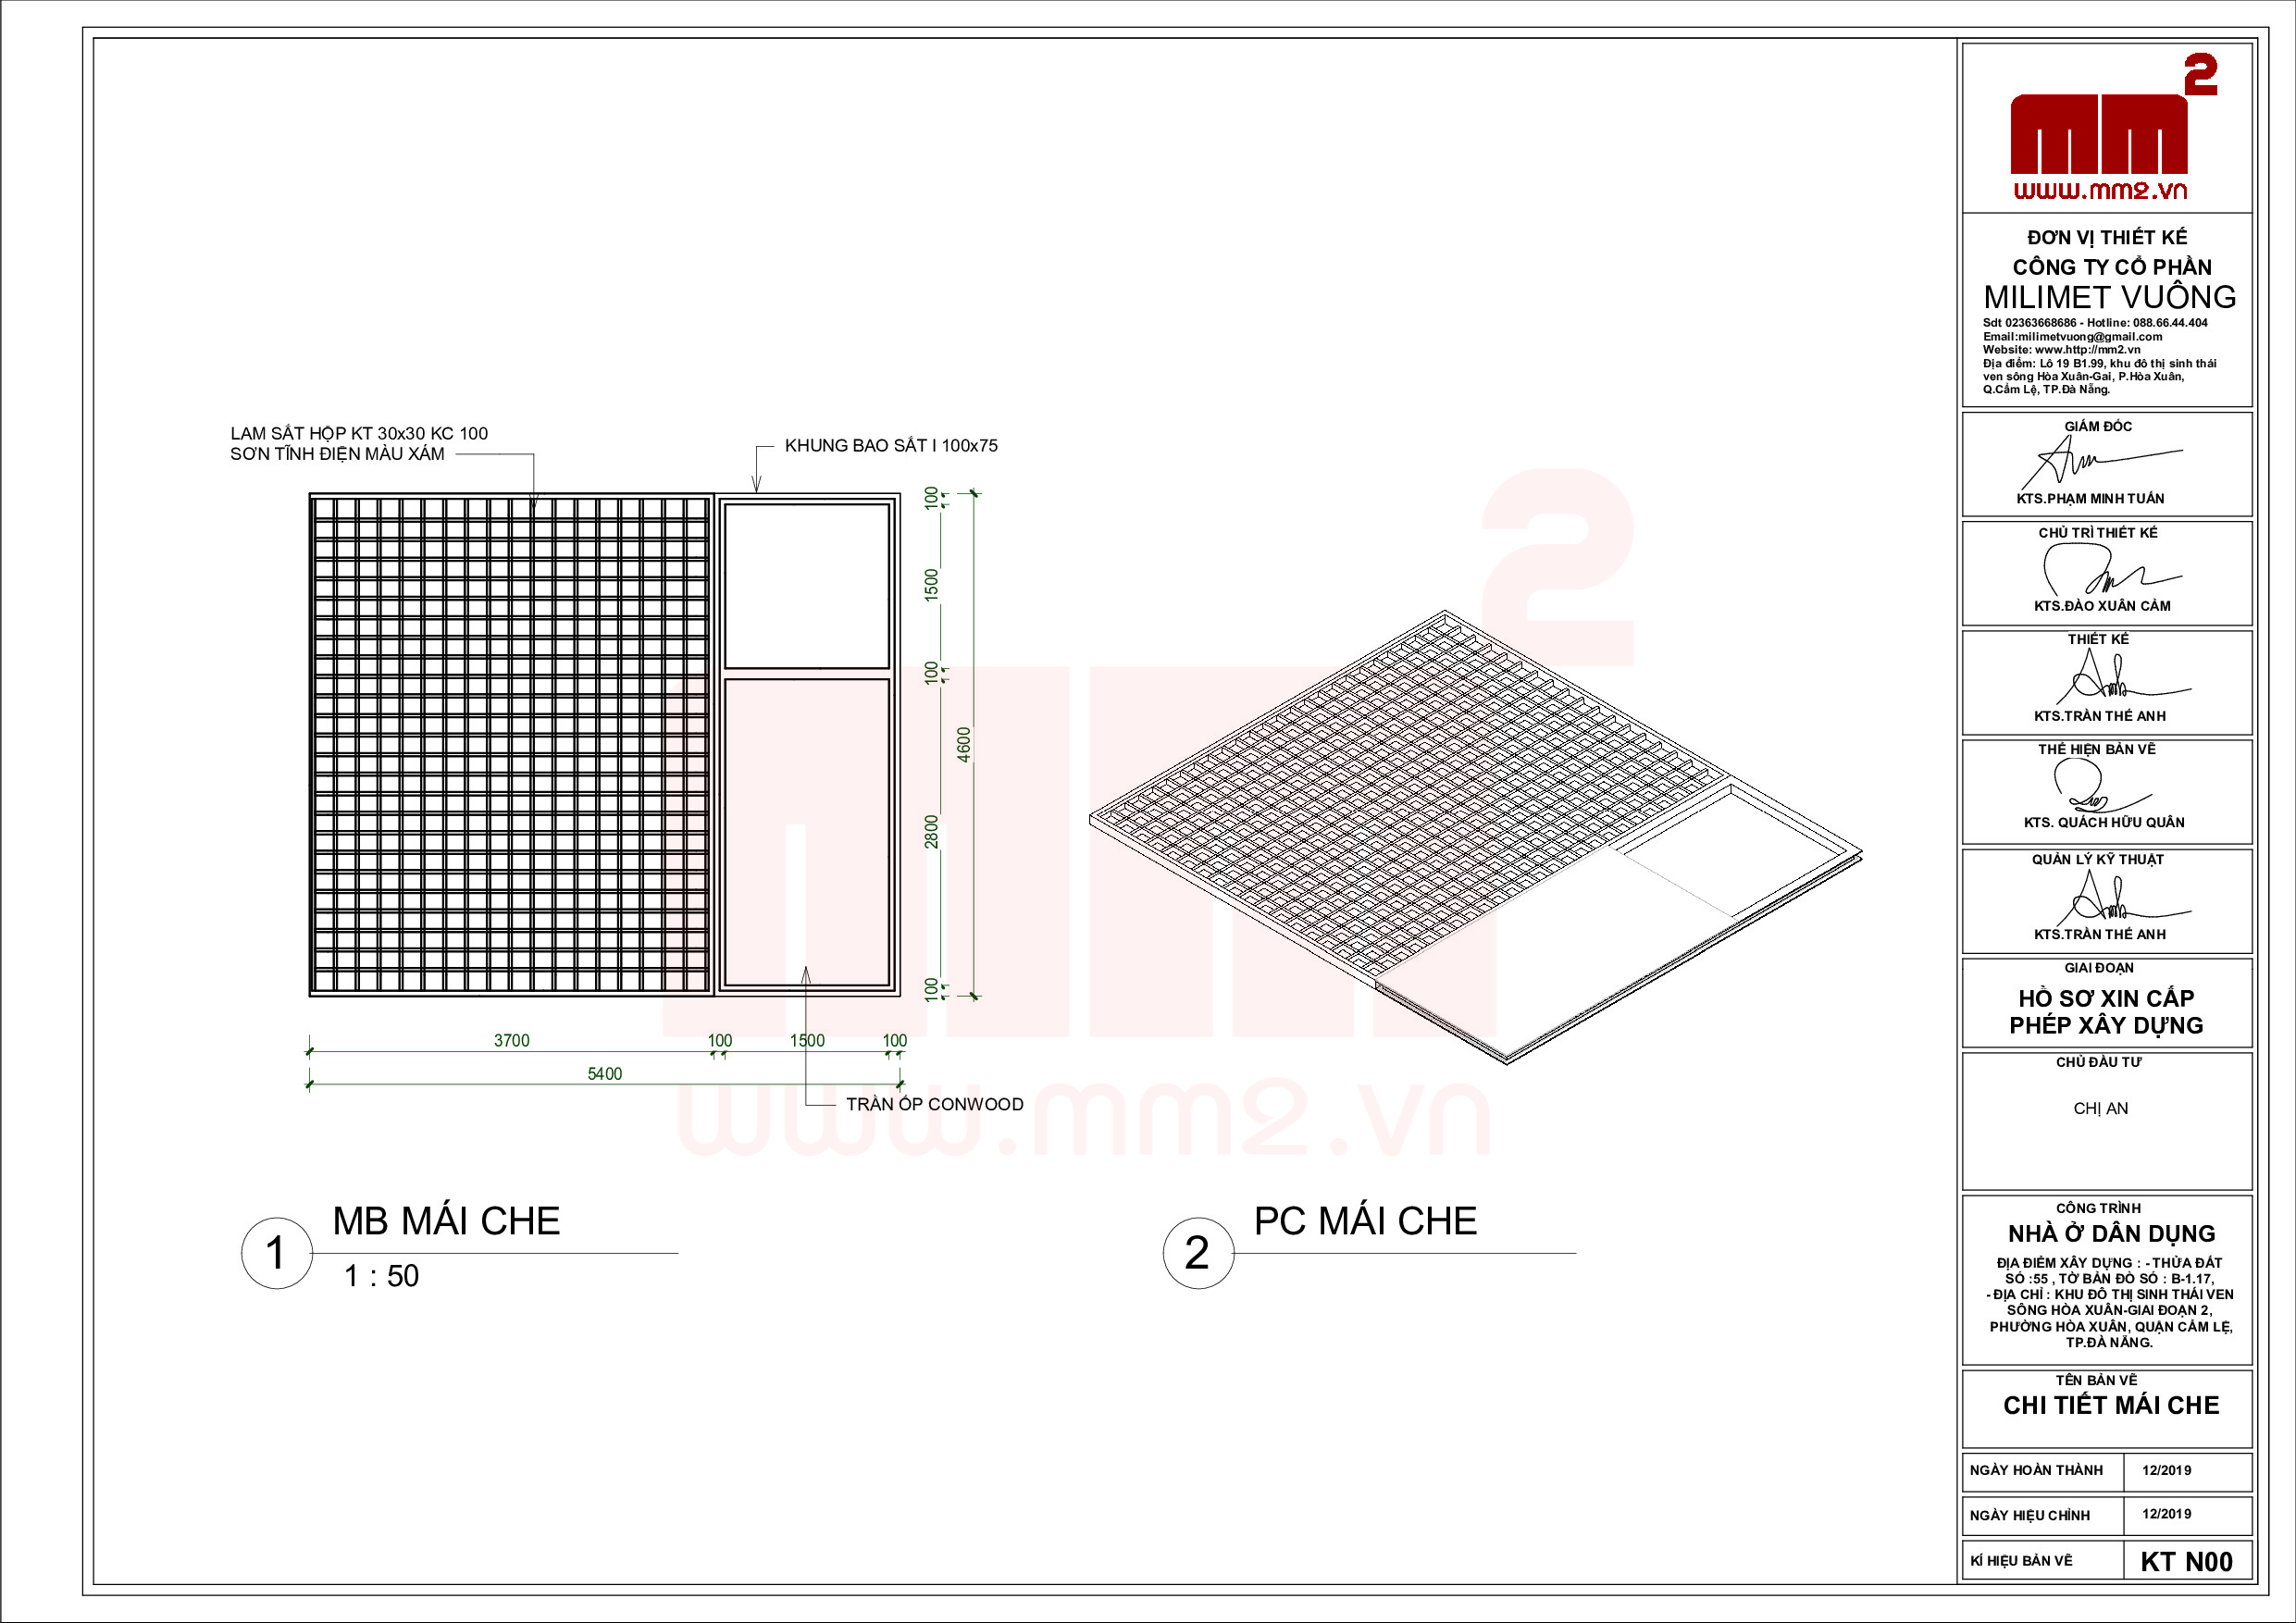 LAM SẮT HỘP KT 30x30 KC 100
SƠN TĨNH ĐIỆN MÀU XÁM
KHUNG BAO SẮT I 100x75
100
1500
100
2800
100
4600
3700
100
1500
100
5400
TRẦN ỐP CONWOOD
1
MB MÁI CHE
1 : 50
2
PC MÁI CHE
mm2
www.mm2.vn
mm2
www.mm2.vn
ĐƠN VỊ THIẾT KẾ
CÔNG TY CỔ PHẦN
MILIMET VUÔNG
Sdt 02363668686 - Hotline: 088.66.44.404
Email:milimetvuong@gmail.com
Website: www.http://mm2.vn
Địa điểm: Lô 19 B1.99, khu đô thị sinh thái
ven sông Hòa Xuân-Gai, P.Hòa Xuân,
Q.Cẩm Lệ, TP.Đà Nẵng.
GIÁM ĐỐC
KTS.PHẠM MINH TUẤN
CHỦ TRÌ THIẾT KẾ
KTS.ĐÀO XUÂN CẢM
THIẾT KẾ
KTS.TRẦN THẾ ANH
THỂ HIỆN BẢN VẼ
KTS. QUÁCH HỮU QUÂN
QUẢN LÝ KỸ THUẬT
KTS.TRẦN THẾ ANH
GIAI ĐOẠN
HỒ SƠ XIN CẤP
PHÉP XÂY DỰNG
CHỦ ĐẦU TƯ
CHỊ AN
CÔNG TRÌNH
NHÀ Ở DÂN DỤNG
ĐỊA ĐIỂM XÂY DỰNG : - THỬA ĐẤT
SỐ :55 , TỜ BẢN ĐỒ SỐ : B-1.17,
- ĐỊA CHỈ : KHU ĐÔ THỊ SINH THÁI VEN
SÔNG HÒA XUÂN-GIAI ĐOẠN 2,
PHƯỜNG HÒA XUÂN, QUẬN CẨM LỆ,
TP.ĐÀ NẴNG.
TÊN BẢN VẼ
CHI TIẾT MÁI CHE
NGÀY HOÀN THÀNH 12/2019
NGÀY HIỆU CHỈNH 12/2019
KÍ HIỆU BẢN VẼ KT N00